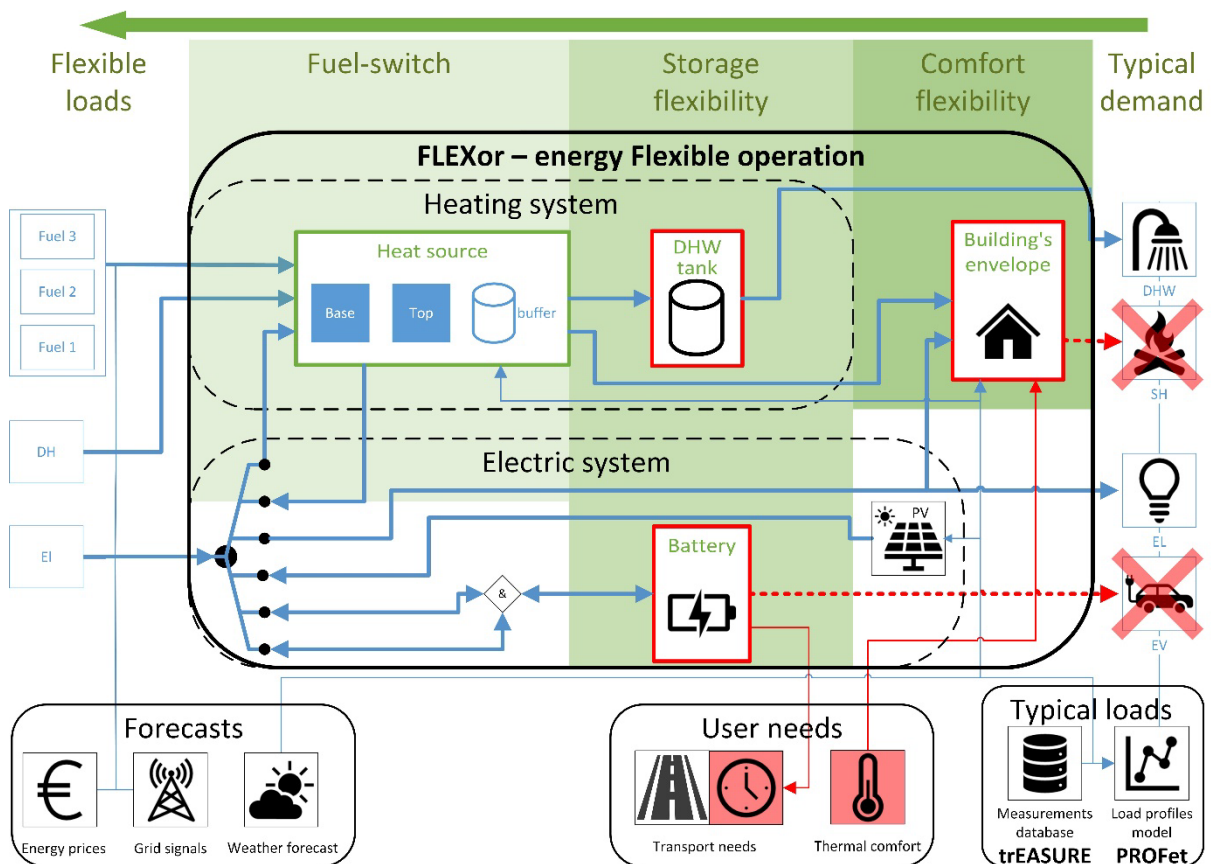 Flexible
loads
Fuel-switch
Storage
flexibility
Comfort
flexibility
Typical
demand
FLEXor – energy Flexible operation
Heating system
Fuel 3
Fuel 2
Fuel 1
Heat source
Base
Top
buffer
DHW
tank
Building's
envelope
DHW
SH
DH
Electric system
El
PV
Battery
&
EL
EV
Forecasts
Energy prices
Grid signals
Weather forecast
User needs
Transport needs
Thermal comfort
Typical loads
Measurements
database
trEASURE
Load profiles
model
PROFet